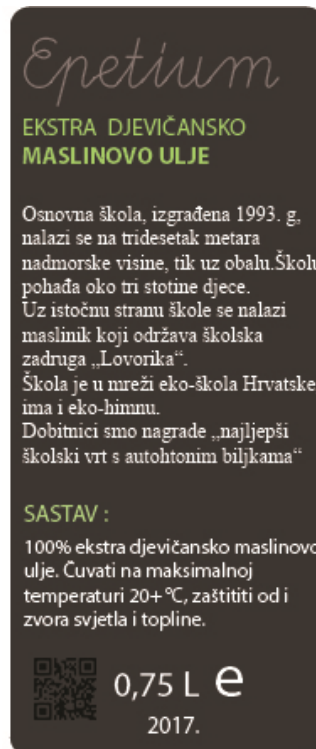 Epetium
EKSTRA DJEVIČANSKO
MASLINOVO ULJE
Osnovna škola, izgrađena 1993. g,
nalazi se na tridesetak metara
nadmorske visine, tik uz obalu.Školu
pohađa oko tri stotine djece.
Uz istočnu stranu škole se nalazi
maslinik koji održava školska
zadruga „Lovorika“.
Škola je u mreži eko-škola Hrvatske
ima i eko-himnu.
Dobitnici smo nagrade „najljepši
školski vrt s autohtonim biljkama“
SASTAV :
100% ekstra djevičansko maslinovo
ulje. Čuvati na maksimalnoj
temperaturi 20+ °C, zaštititi od i
zvora svjetla i topline.
0,75 L e
2017.